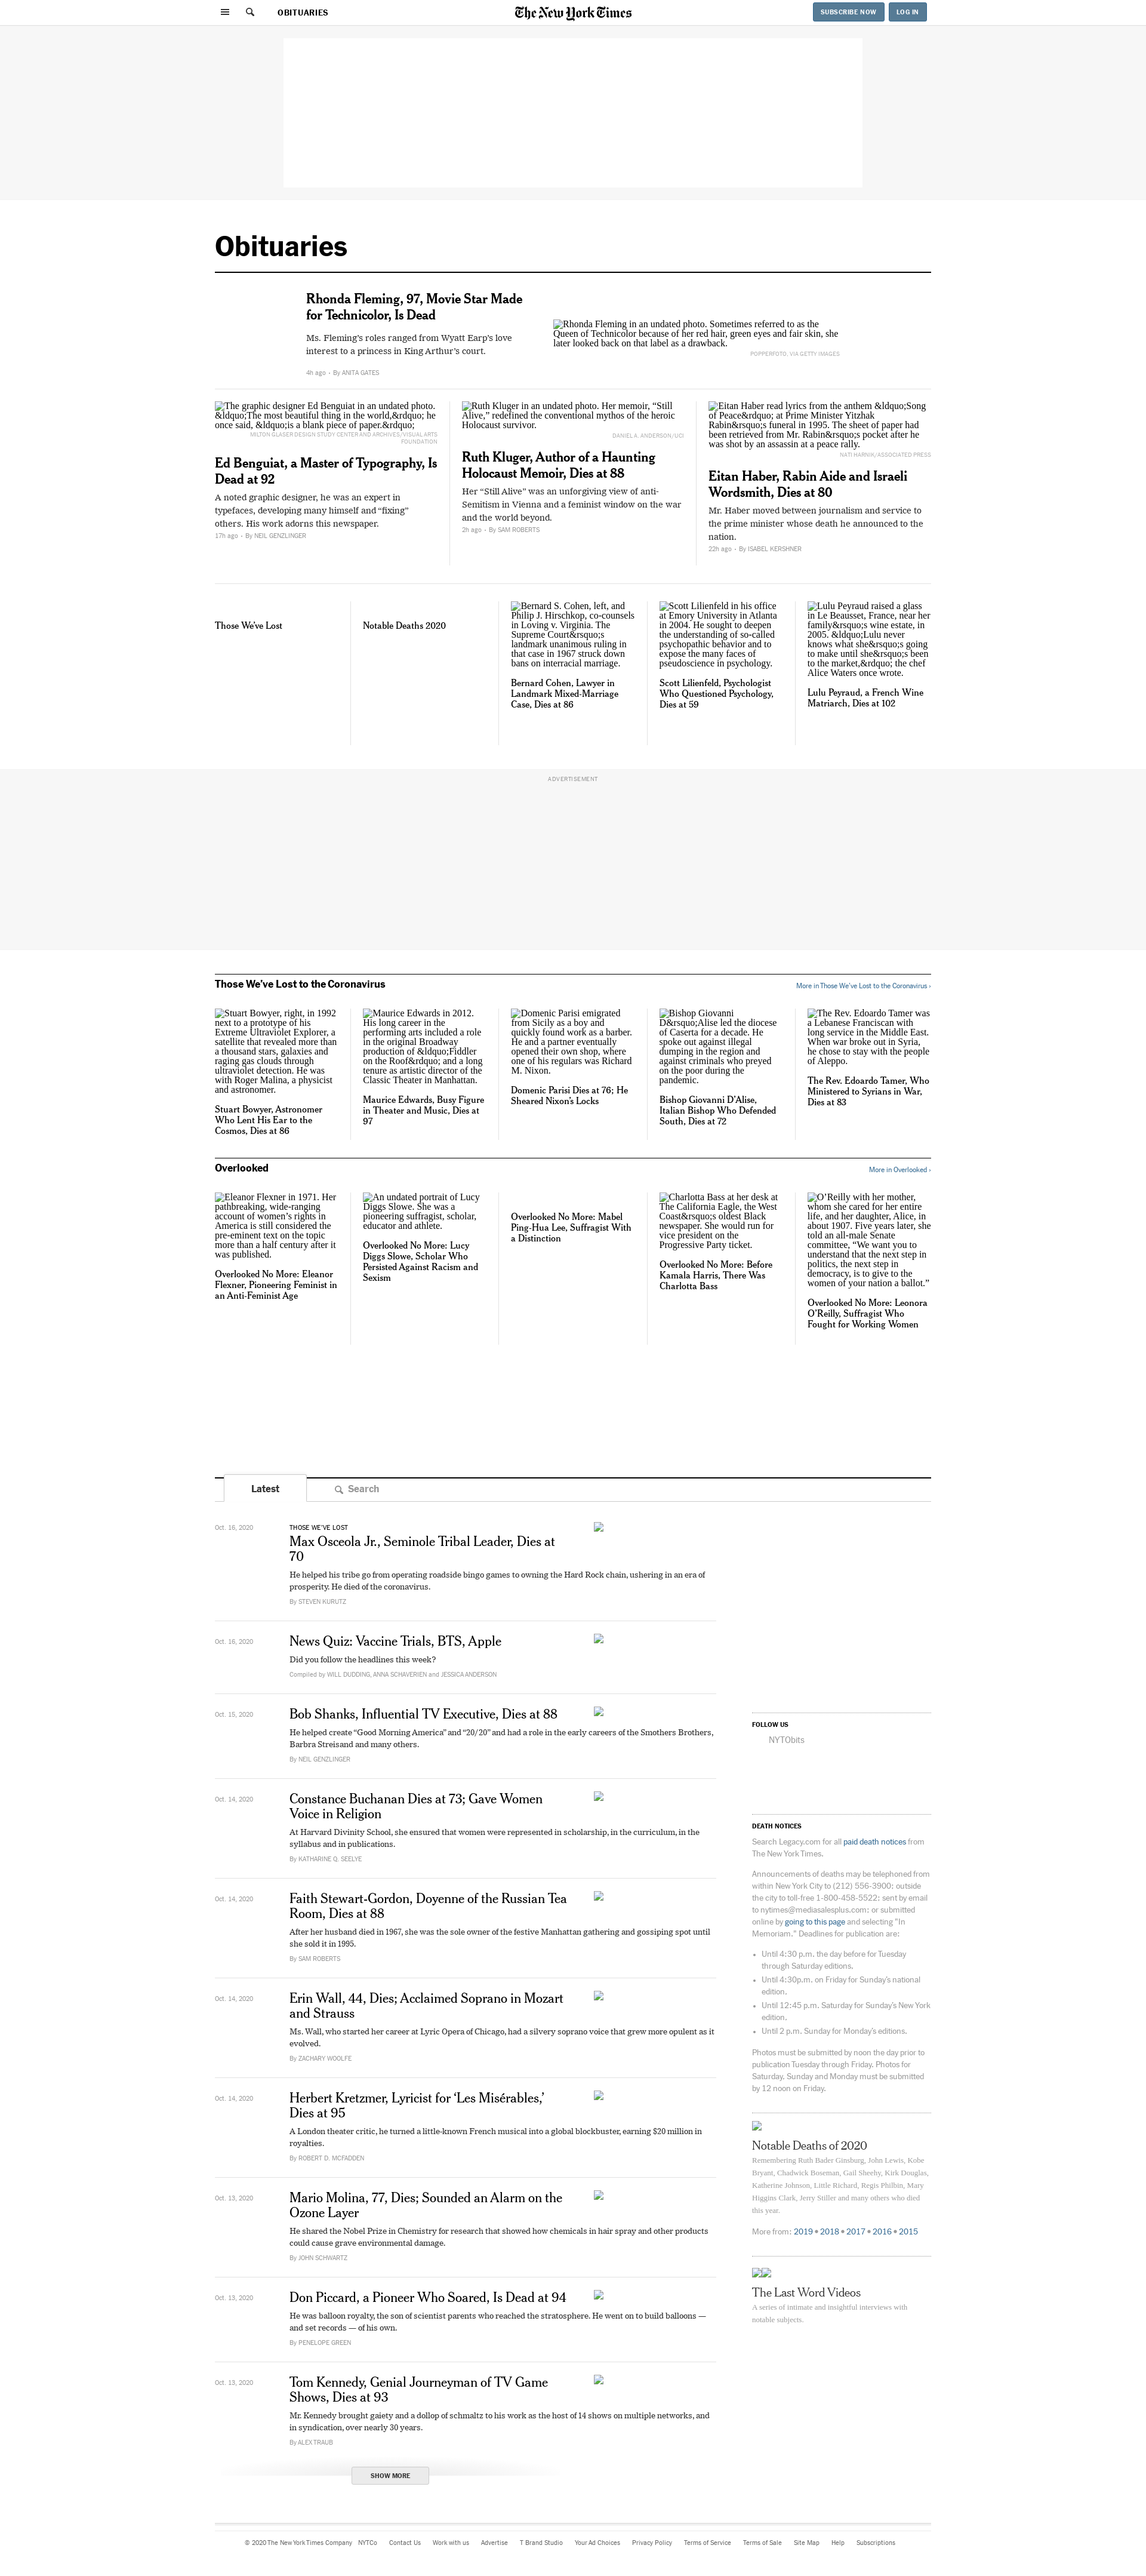 OBITUARIES
The New York Times
SUBSCRIBE NOW
LOG IN
Obituaries
Rhonda Fleming, 97, Movie Star Made
for Technicolor, Is Dead
Ms. Fleming’s roles ranged from Wyatt Earp’s love
interest to a princess in King Arthur’s court.
4h ago • By ANITA GATES
Rhonda Fleming in an undated photo. Sometimes referred to as the
Queen of Technicolor because of her red hair, green eyes and fair skin, she
later looked back on that label as a drawback.
POPPERFOTO, VIA GETTY IMAGES
The graphic designer Ed Benguiat in an undated photo.
&ldquo;The most beautiful thing in the world,&rdquo; he
once said, &ldquo;is a blank piece of paper.&rdquo;
MILTON GLASER DESIGN STUDY CENTER AND ARCHIVES/VISUAL ARTS
FOUNDATION
Ed Benguiat, a Master of Typography, Is
Dead at 92
A noted graphic designer, he was an expert in
typefaces, developing many himself and “fixing”
others. His work adorns this newspaper.
17h ago • By NEIL GENZLINGER
Ruth Kluger in an undated photo. Her memoir, “Still
Alive,” redefined the conventional mythos of the heroic
Holocaust survivor.
DANIEL A. ANDERSON/UCI
Ruth Kluger, Author of a Haunting
Holocaust Memoir, Dies at 88
Her “Still Alive” was an unforgiving view of anti-
Semitism in Vienna and a feminist window on the war
and the world beyond.
2h ago • By SAM ROBERTS
Eitan Haber read lyrics from the anthem &ldquo;Song
of Peace&rdquo; at Prime Minister Yitzhak
Rabin&rsquo;s funeral in 1995. The sheet of paper had
been retrieved from Mr. Rabin&rsquo;s pocket after he
was shot by an assassin at a peace rally.
NATI HARNIK/ASSOCIATED PRESS
Eitan Haber, Rabin Aide and Israeli
Wordsmith, Dies at 80
Mr. Haber moved between journalism and service to
the prime minister whose death he announced to the
nation.
22h ago • By ISABEL KERSHNER
Those We’ve Lost
Notable Deaths 2020
Bernard S. Cohen, left, and
Philip J. Hirschkop, co-counsels
in Loving v. Virginia. The
Supreme Court&rsquo;s
landmark unanimous ruling in
that case in 1967 struck down
bans on interracial marriage.
Bernard Cohen, Lawyer in
Landmark Mixed-Marriage
Case, Dies at 86
Scott Lilienfeld in his office
at Emory University in Atlanta
in 2004. He sought to deepen
the understanding of so-called
psychopathic behavior and to
expose the many faces of
pseudoscience in psychology.
Scott Lilienfeld, Psychologist
Who Questioned Psychology,
Dies at 59
Lulu Peyraud raised a glass
in Le Beausset, France, near her
family&rsquo;s wine estate, in
2005. &ldquo;Lulu never
knows what she&rsquo;s going
to make until she&rsquo;s been
to the market,&rdquo; the chef
Alice Waters once wrote.
Lulu Peyraud, a French Wine
Matriarch, Dies at 102
ADVERTISEMENT
Those We’ve Lost to the Coronavirus
More in Those We’ve Lost to the Coronavirus ›
Stuart Bowyer, right, in 1992
next to a prototype of his
Extreme Ultraviolet Explorer, a
satellite that revealed more than
a thousand stars, galaxies and
raging gas clouds through
ultraviolet detection. He was
with Roger Malina, a physicist
and astronomer.
Stuart Bowyer, Astronomer
Who Lent His Ear to the
Cosmos, Dies at 86
Maurice Edwards in 2012.
His long career in the
performing arts included a role
in the original Broadway
production of &ldquo;Fiddler
on the Roof&rdquo; and a long
tenure as artistic director of the
Classic Theater in Manhattan.
Maurice Edwards, Busy Figure
in Theater and Music, Dies at
97
Domenic Parisi emigrated
from Sicily as a boy and
quickly found work as a barber.
He and a partner eventually
opened their own shop, where
one of his regulars was Richard
M. Nixon.
Domenic Parisi Dies at 76; He
Sheared Nixon’s Locks
Bishop Giovanni
D&rsquo;Alise led the diocese
of Caserta for a decade. He
spoke out against illegal
dumping in the region and
against criminals who preyed
on the poor during the
pandemic.
Bishop Giovanni D’Alise,
Italian Bishop Who Defended
South, Dies at 72
The Rev. Edoardo Tamer was
a Lebanese Franciscan with
long service in the Middle East.
When war broke out in Syria,
he chose to stay with the people
of Aleppo.
The Rev. Edoardo Tamer, Who
Ministered to Syrians in War,
Dies at 83
Overlooked
More in Overlooked ›
Eleanor Flexner in 1971. Her
pathbreaking, wide-ranging
account of women’s rights in
America is still considered the
pre-eminent text on the topic
more than a half century after it
was published.
Overlooked No More: Eleanor
Flexner, Pioneering Feminist in
an Anti-Feminist Age
An undated portrait of Lucy
Diggs Slowe. She was a
pioneering suffragist, scholar,
educator and athlete.
Overlooked No More: Lucy
Diggs Slowe, Scholar Who
Persisted Against Racism and
Sexism
Overlooked No More: Mabel
Ping-Hua Lee, Suffragist With
a Distinction
Charlotta Bass at her desk at
The California Eagle, the West
Coast&rsquo;s oldest Black
newspaper. She would run for
vice president on the
Progressive Party ticket.
Overlooked No More: Before
Kamala Harris, There Was
Charlotta Bass
O’Reilly with her mother,
whom she cared for her entire
life, and her daughter, Alice, in
about 1907. Five years later, she
told an all-male Senate
committee, “We want you to
understand that the next step in
politics, the next step in
democracy, is to give to the
women of your nation a ballot.”
Overlooked No More: Leonora
O’Reilly, Suffragist Who
Fought for Working Women
Latest
Search
Oct. 16, 2020
THOSE WE’VE LOST
Max Osceola Jr., Seminole Tribal Leader, Dies at
70
He helped his tribe go from operating roadside bingo games to owning the Hard Rock chain, ushering in an era of
prosperity. He died of the coronavirus.
By STEVEN KURUTZ
Oct. 16, 2020
News Quiz: Vaccine Trials, BTS, Apple
Did you follow the headlines this week?
Compiled by WILL DUDDING, ANNA SCHAVERIEN and JESSICA ANDERSON
Oct. 15, 2020
Bob Shanks, Influential TV Executive, Dies at 88
He helped create “Good Morning America” and “20/20” and had a role in the early careers of the Smothers Brothers,
Barbra Streisand and many others.
By NEIL GENZLINGER
Oct. 14, 2020
Constance Buchanan Dies at 73; Gave Women
Voice in Religion
At Harvard Divinity School, she ensured that women were represented in scholarship, in the curriculum, in the
syllabus and in publications.
By KATHARINE Q. SEELYE
Oct. 14, 2020
Faith Stewart-Gordon, Doyenne of the Russian Tea
Room, Dies at 88
After her husband died in 1967, she was the sole owner of the festive Manhattan gathering and gossiping spot until
she sold it in 1995.
By SAM ROBERTS
Oct. 14, 2020
Erin Wall, 44, Dies; Acclaimed Soprano in Mozart
and Strauss
Ms. Wall, who started her career at Lyric Opera of Chicago, had a silvery soprano voice that grew more opulent as it
evolved.
By ZACHARY WOOLFE
Oct. 14, 2020
Herbert Kretzmer, Lyricist for ‘Les Misérables,’
Dies at 95
A London theater critic, he turned a little-known French musical into a global blockbuster, earning $20 million in
royalties.
By ROBERT D. MCFADDEN
Oct. 13, 2020
Mario Molina, 77, Dies; Sounded an Alarm on the
Ozone Layer
He shared the Nobel Prize in Chemistry for research that showed how chemicals in hair spray and other products
could cause grave environmental damage.
By JOHN SCHWARTZ
Oct. 13, 2020
Don Piccard, a Pioneer Who Soared, Is Dead at 94
He was balloon royalty, the son of scientist parents who reached the stratosphere. He went on to build balloons —
and set records — of his own.
By PENELOPE GREEN
Oct. 13, 2020
Tom Kennedy, Genial Journeyman of TV Game
Shows, Dies at 93
Mr. Kennedy brought gaiety and a dollop of schmaltz to his work as the host of 14 shows on multiple networks, and
in syndication, over nearly 30 years.
By ALEX TRAUB
SHOW MORE
FOLLOW US
NYTObits
DEATH NOTICES
Search Legacy.com for all paid death notices from
The New York Times.
Announcements of deaths may be telephoned from
within New York City to (212) 556-3900; outside
the city to toll-free 1-800-458-5522; sent by email
to nytimes@mediasalesplus.com; or submitted
online by going to this page and selecting "In
Memoriam." Deadlines for publication are:
• Until 4:30 p.m. the day before for Tuesday
through Saturday editions.
• Until 4:30p.m. on Friday for Sunday’s national
edition.
• Until 12:45 p.m. Saturday for Sunday’s New York
edition.
• Until 2 p.m. Sunday for Monday’s editions.
Photos must be submitted by noon the day prior to
publication Tuesday through Friday. Photos for
Saturday, Sunday and Monday must be submitted
by 12 noon on Friday.
Notable Deaths of 2020
Remembering Ruth Bader Ginsburg, John Lewis, Kobe
Bryant, Chadwick Boseman, Gail Sheehy, Kirk Douglas,
Katherine Johnson, Little Richard, Regis Philbin, Mary
Higgins Clark, Jerry Stiller and many others who died
this year.
More from: 2019 • 2018 • 2017 • 2016 • 2015
The Last Word Videos
A series of intimate and insightful interviews with
notable subjects.
© 2020 The New York Times Company
NYTCo
Contact Us
Work with us
Advertise
T Brand Studio
Your Ad Choices
Privacy Policy
Terms of Service
Terms of Sale
Site Map
Help
Subscriptions